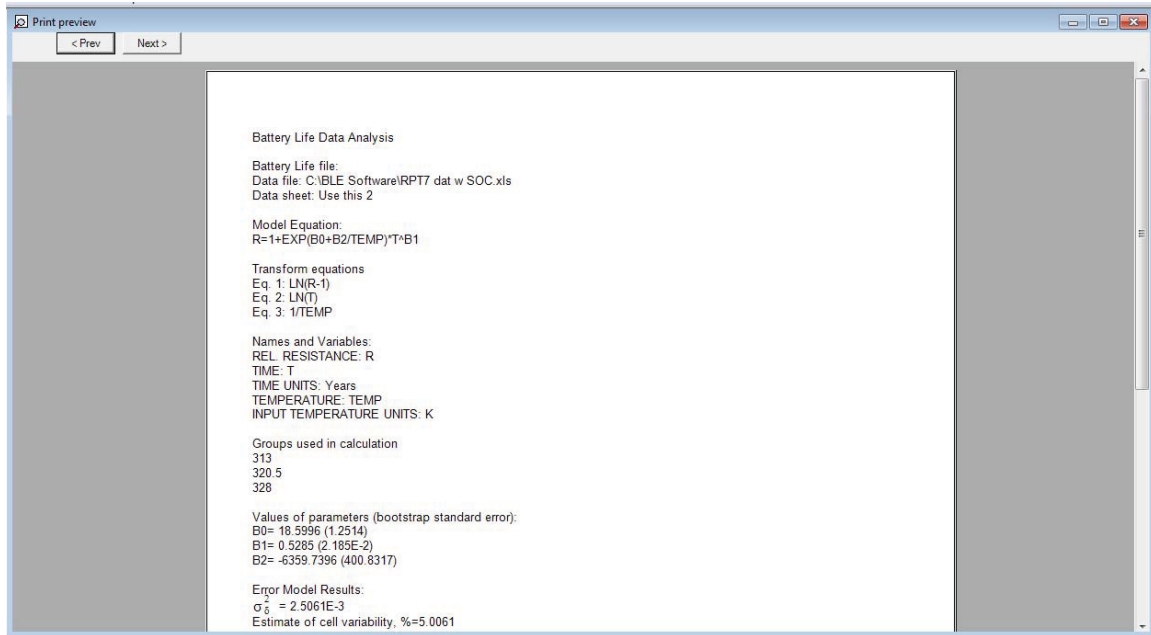 Print preview
< Prev
Next >
Battery Life Data Analysis
Battery Life file:
Data file: C:\BLE Software\RPT7 dat w SOC.xls
Data sheet: Use this 2
Model Equation:
R=1+EXP(B0+B2/TEMP)*T^B1
Transform equations
Eq. 1: LN(R-1)
Eq. 2: LN(T)
Eq. 3: 1/TEMP
Names and Variables:
REL. RESISTANCE: R
TIME: T
TIME UNITS: Years
TEMPERATURE: TEMP
INPUT TEMPERATURE UNITS: K
Groups used in calculation
313
320.5
328
Values of parameters (bootstrap standard error):
B0= 18.5996 (1.2514)
B1= 0.5285 (2.185E-2)
B2= -6359.7396 (400.8317)
Error Model Results:
σ²δ = 2.5061E-3
Estimate of cell variability, %=5.0061